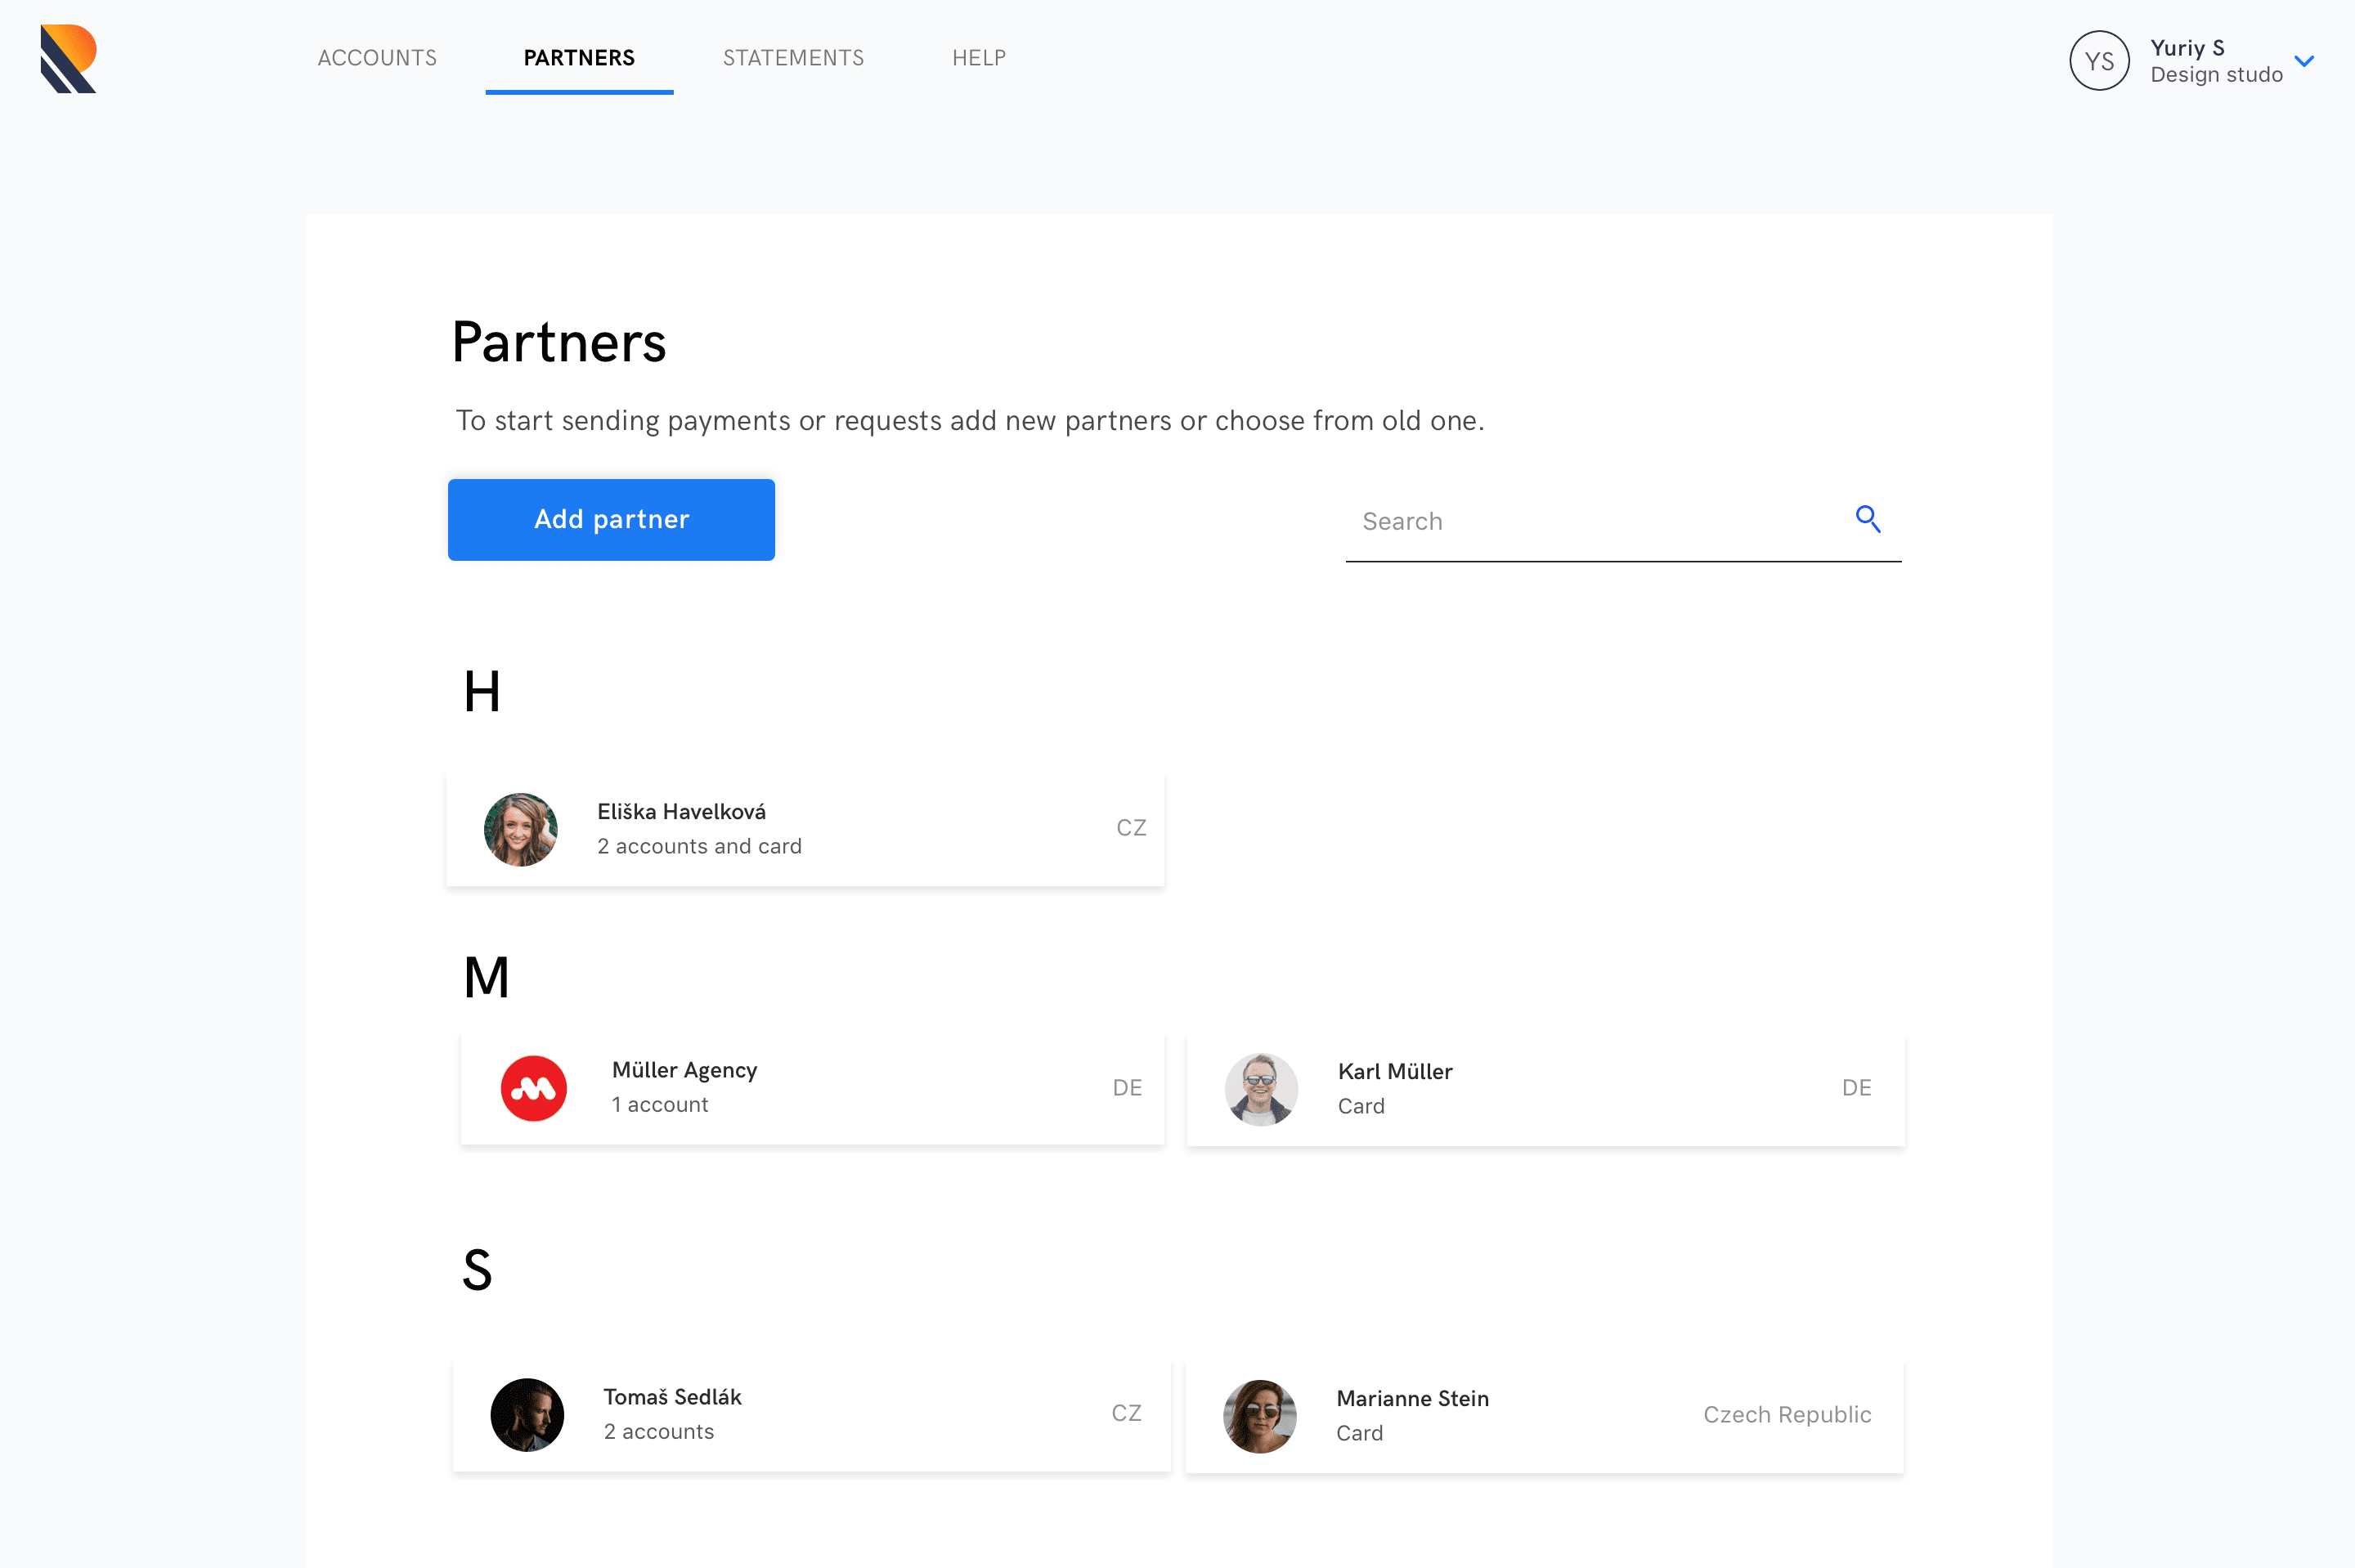 ACCOUNTS
PARTNERS
STATEMENTS
HELP
YS
Yuriy S
Design studo
Partners
To start sending payments or requests add new partners or choose from old one.
Add partner
Search
H
Eliška Havelková
2 accounts and card
CZ
M
Müller Agency
1 account
DE
Karl Müller
Card
DE
S
Tomaš Sedlák
2 accounts
CZ
Marianne Stein
Card
Czech Republic